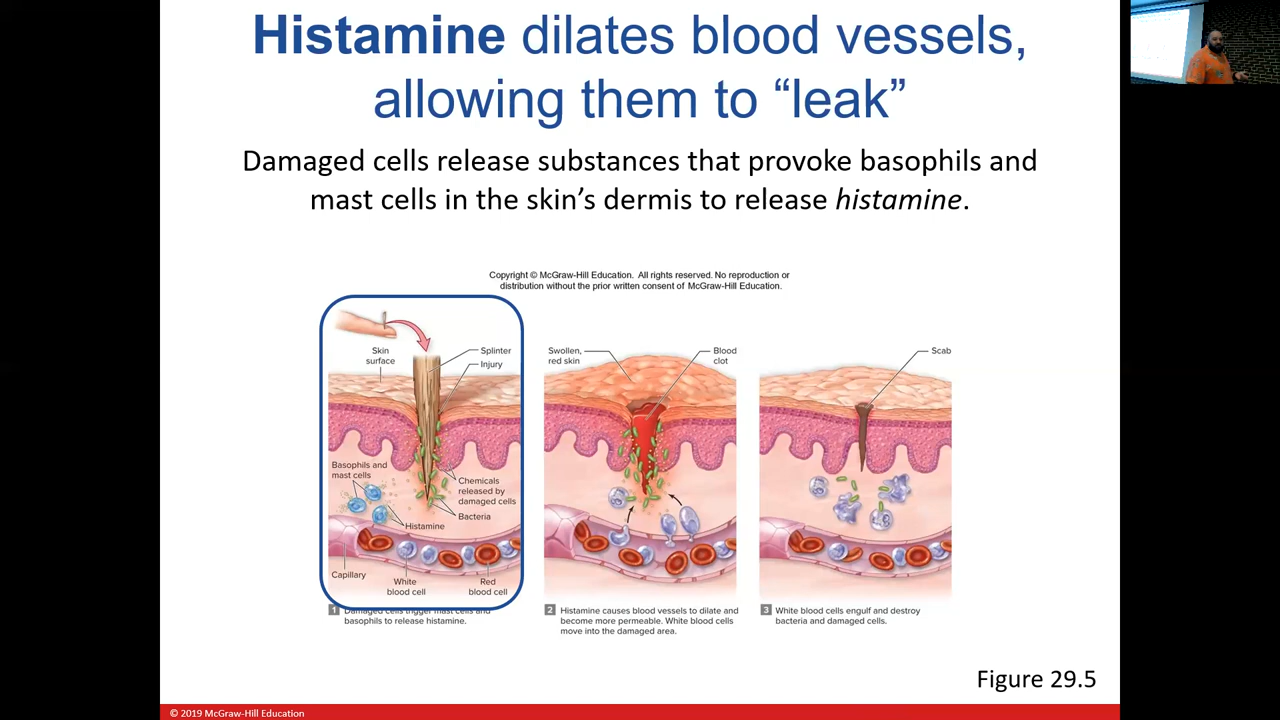 Histamine dilates blood vessels,
allowing them to “leak”
Damaged cells release substances that provoke basophils and
mast cells in the skin’s dermis to release histamine.
Copyright © McGraw-Hill Education. All rights reserved. No reproduction or
distribution without the prior written consent of McGraw-Hill Education.
Skin
surface
Splinter
Injury
Basophils and
mast cells
Chemicals
released by
damaged cells
Bacteria
Histamine
Capillary
White
blood cell
Red
blood cell
1 Damaged cells trigger mast cells and
basophils to release histamine.
Swollen,
red skin
Blood
clot
2 Histamine causes blood vessels to dilate and
become more permeable. White blood cells
move into the damaged area.
Scab
3 White blood cells engulf and destroy
bacteria and damaged cells.
Figure 29.5
© 2019 McGraw-Hill Education